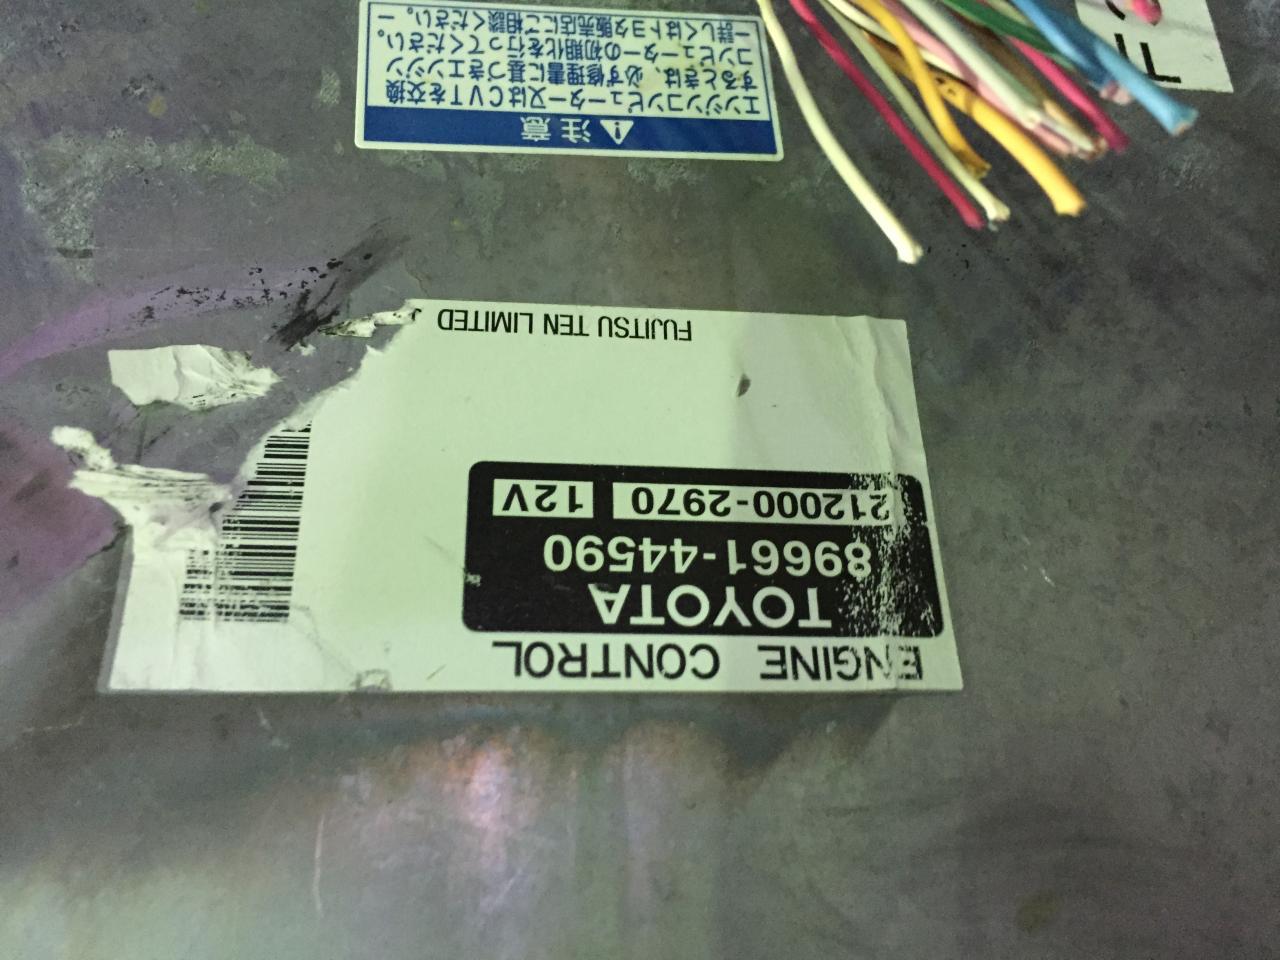 ENGINE CONTROL
TOYOTA
89661-44590
212000-2970 12V
FUJITSU TEN LIMITED
注意
エンジンコンピューター又はCVTを交換
するときは、必ず修理書に基づきエンジン
コンピューターの初期化を行ってください。
詳しくはトヨタ販売店にご相談ください。